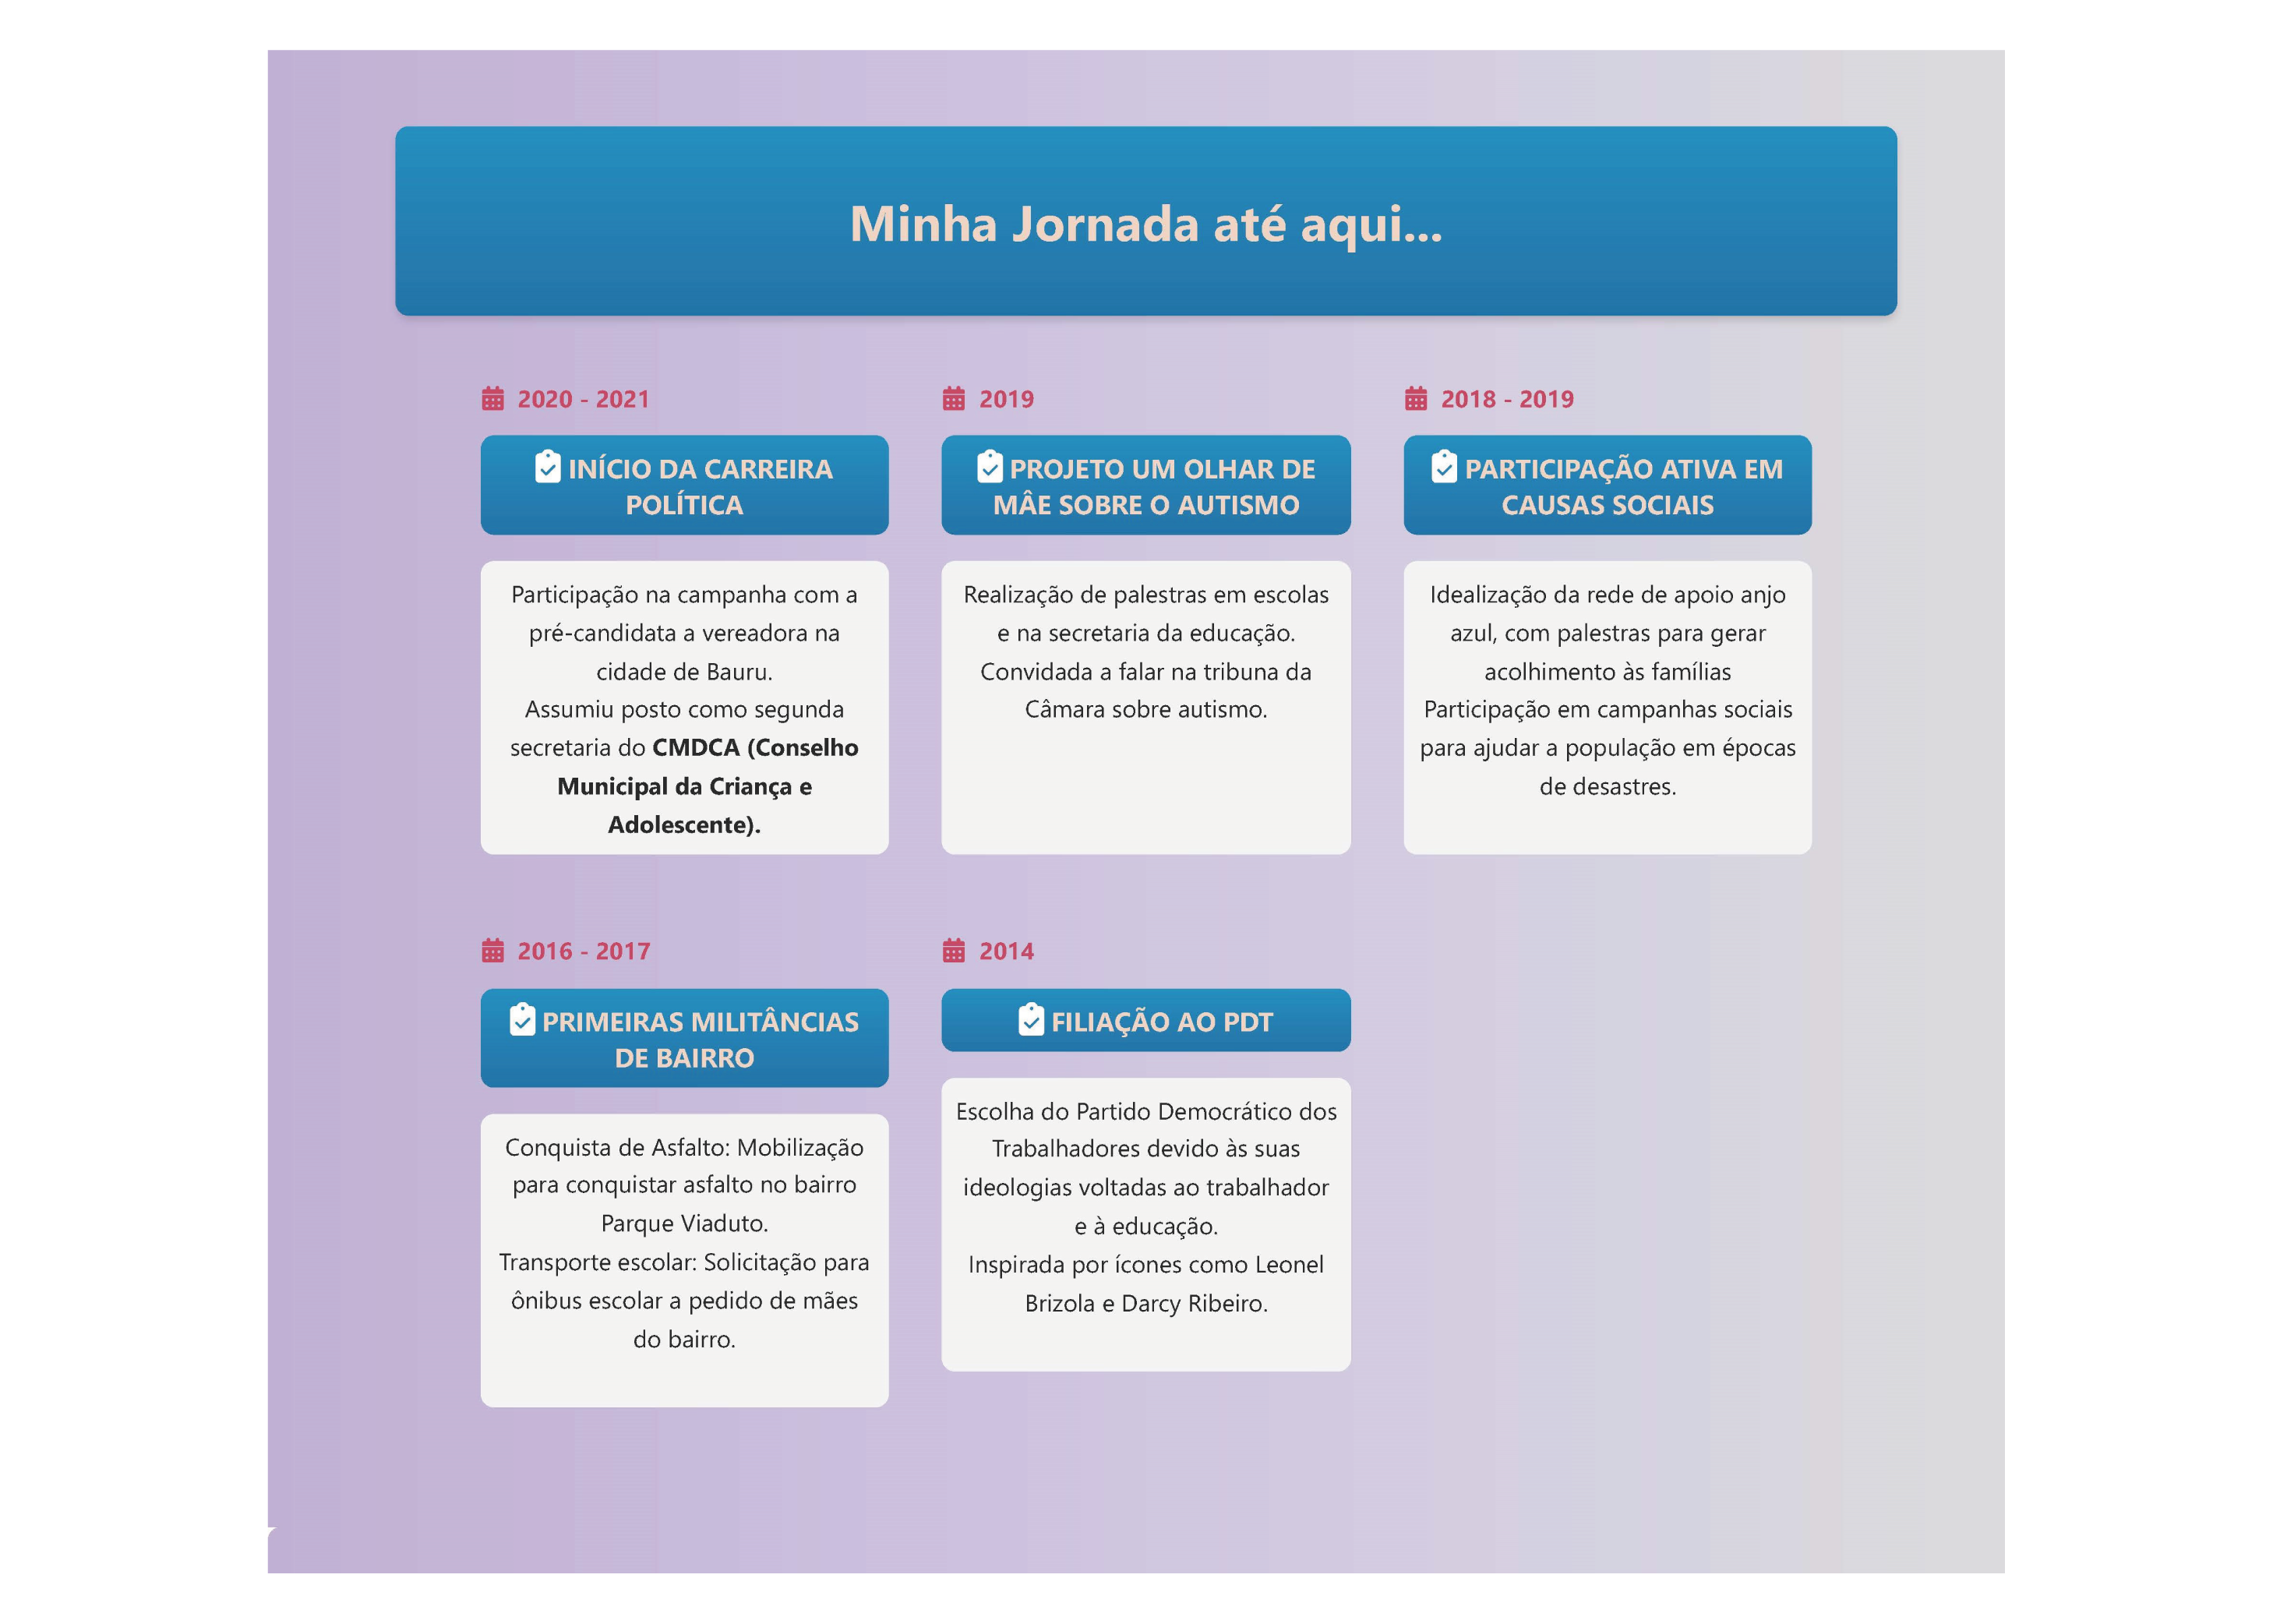 Minha Jornada até aqui...
2020 - 2021
INÍCIO DA CARREIRA
POLÍTICA
Participação na campanha com a
pré-candidata a vereadora na
cidade de Bauru.
Assumiu posto como segunda
secretaria do CMDCA (Conselho
Municipal da Criança e
Adolescente).
2019
PROJETO UM OLHAR DE
MÃE SOBRE O AUTISMO
Realização de palestras em escolas
e na secretaria da educação.
Convidada a falar na tribuna da
Câmara sobre autismo.
2018 - 2019
PARTICIPAÇÃO ATIVA EM
CAUSAS SOCIAIS
Idealização da rede de apoio anjo
azul, com palestras para gerar
acolhimento às famílias
Participação em campanhas sociais
para ajudar a população em épocas
de desastres.
2016 - 2017
PRIMEIRAS MILITÂNCIAS
DE BAIRRO
Conquista de Asfalto: Mobilização
para conquistar asfalto no bairro
Parque Viaduto.
Transporte escolar: Solicitação para
ônibus escolar a pedido de mães
do bairro.
2014
FILIAÇÃO AO PDT
Escolha do Partido Democrático dos
Trabalhadores devido às suas
ideologias voltadas ao trabalhador
e à educação.
Inspirada por ícones como Leonel
Brizola e Darcy Ribeiro.